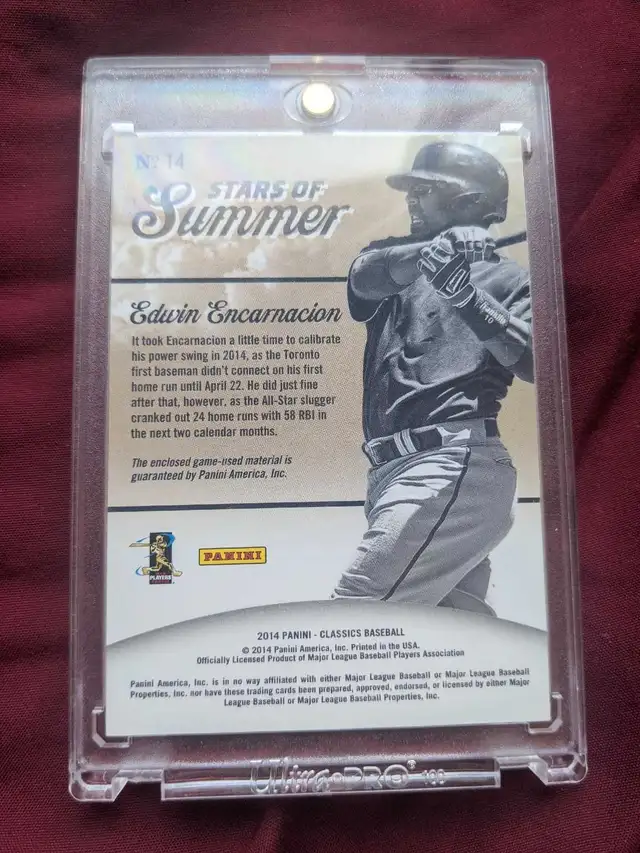 Nº 14
STARS OF
Summer
Edwin Encarnacion
It took Encarnacion a little time to calibrate
his power swing in 2014, as the Toronto
first baseman didn't connect on his first
home run until April 22. He did just fine
after that, however, as the All-Star slugger
cranked out 24 home runs with 58 RBI in
the next two calendar months.
The enclosed game-used material is
guaranteed by Panini America, Inc.
PLAYERS
PANINI
2014 PANINI - CLASSICS BASEBALL
© 2014 Panini America, Inc. Printed in the USA.
Officially Licensed Product of Major League Baseball Players Association
Panini America, Inc. is in no way affiliated with either Major League Baseball or Major League Baseball
Properties, Inc. nor have these trading cards been prepared, approved, endorsed, or licensed by either Major
League Baseball or Major League Baseball Properties, Inc.
Ultra•PRO®